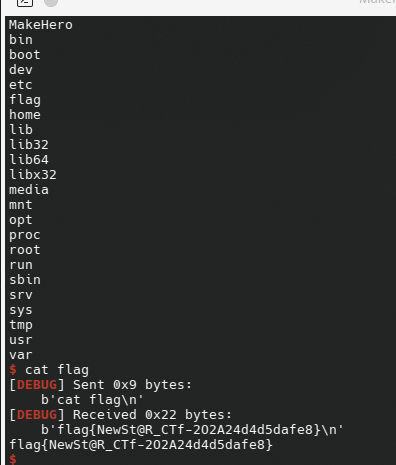 MakeHero
bin
boot
dev
etc
flag
home
lib
lib32
lib64
libx32
media
mnt
opt
proc
root
run
sbin
srv
sys
tmp
usr
var
$ cat flag
[DEBUG] Sent 0x9 bytes:
    b'cat flag\n'
[DEBUG] Received 0x22 bytes:
    b'flag{NewSt@R_CTf-2O2A24d4d5dafe8}\n'
flag{NewSt@R_CTf-2O2A24d4d5dafe8}
$